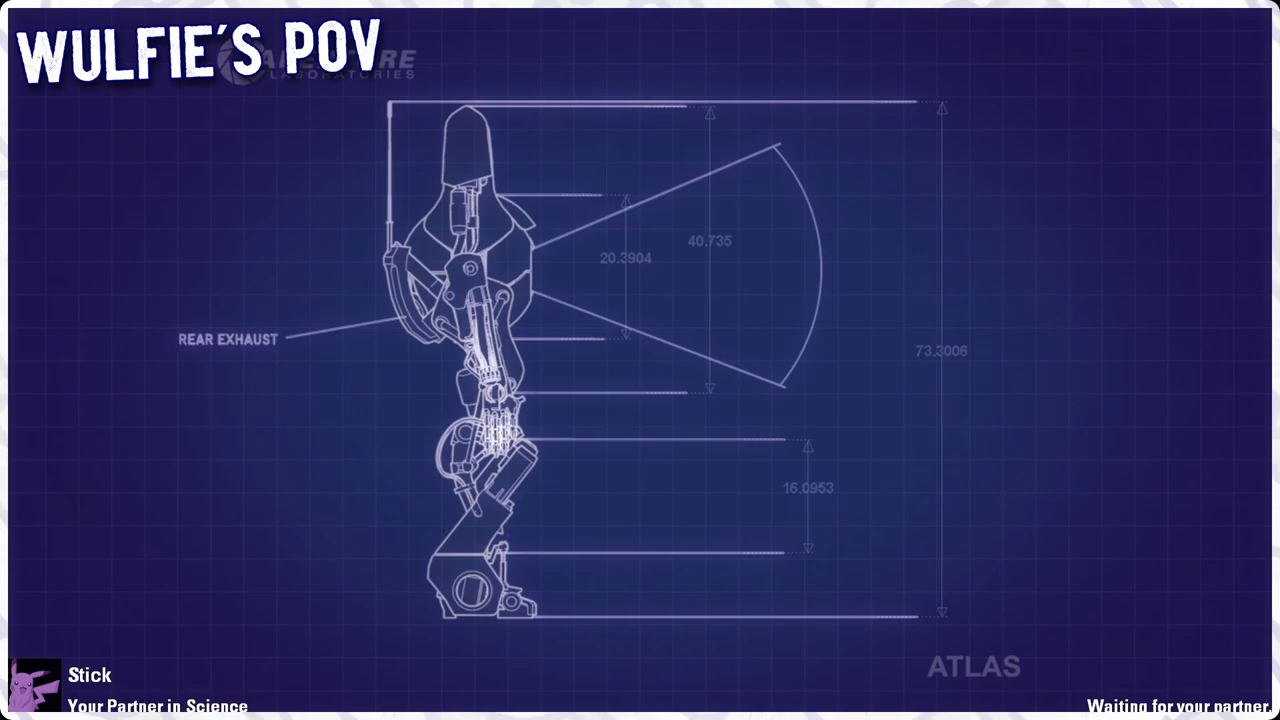 WULFIE'S POV
LABORATORIES
40.735
20.3904
REAR EXHAUST
73.3006
16.0953
ATLAS
Stick
Your Partner in Science
Waiting for your partner.